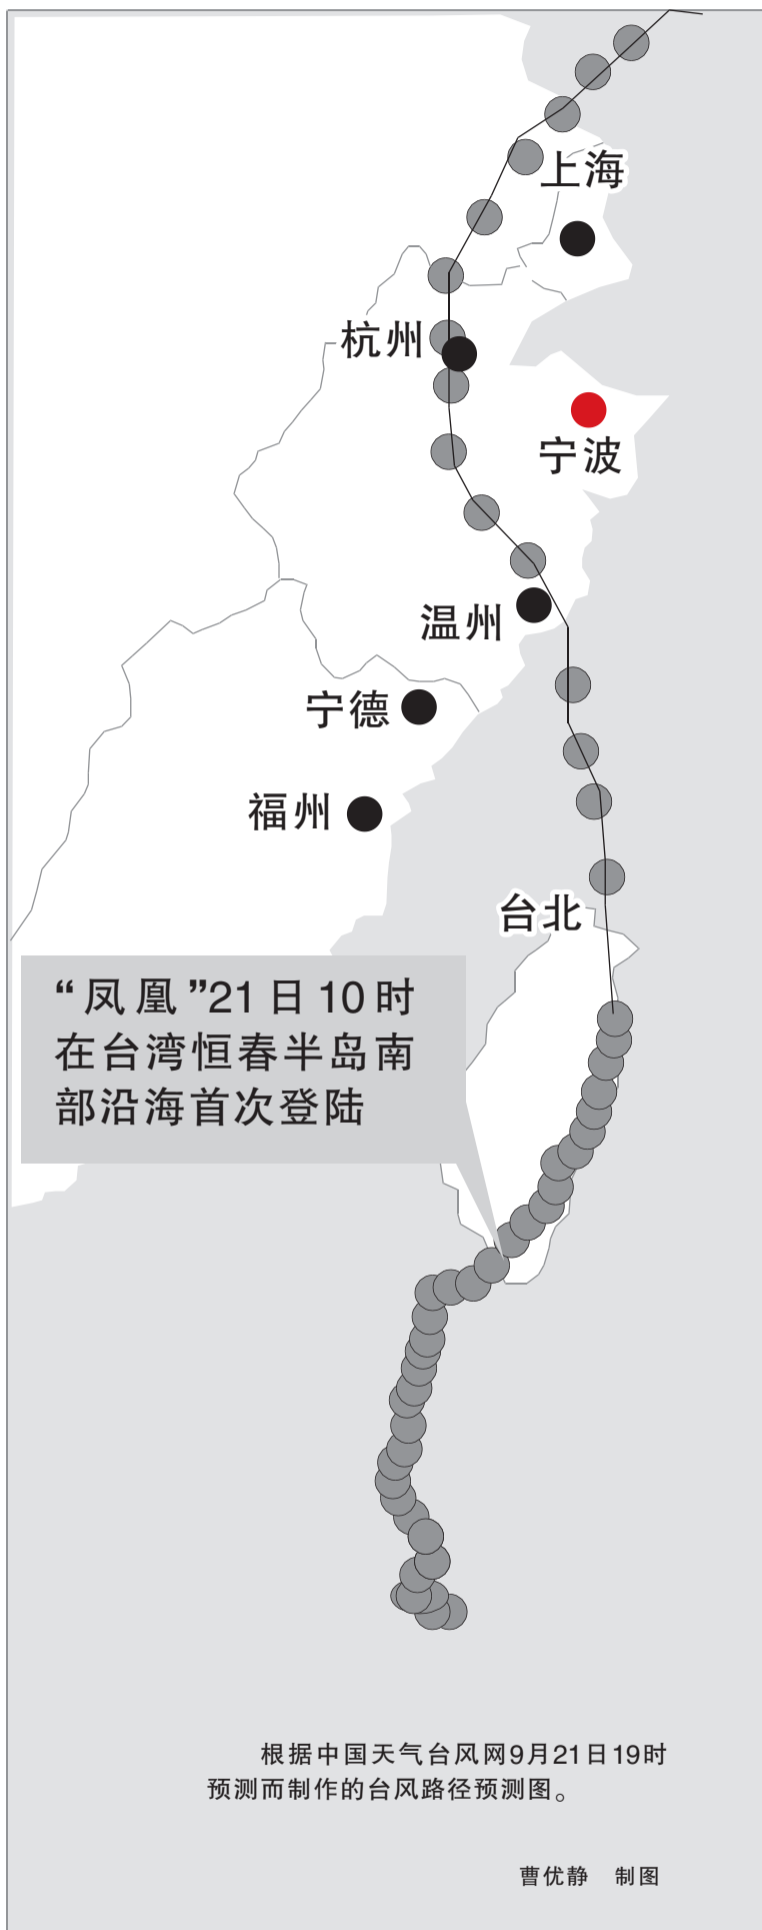 上海
杭州
宁波
温州
宁德
福州
台北
“凤凰”21日10时
在台湾恒春半岛南
部沿海首次登陆
根据中国天气台风网9月21日19时
预测而制作的台风路径预测图。
曹优静 制图